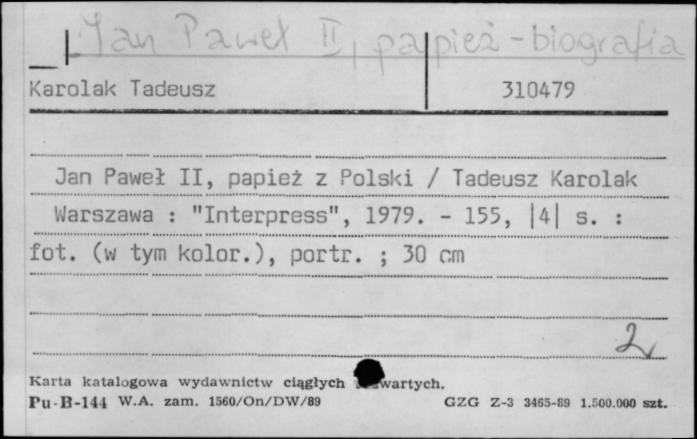 Jan Paweł II, papież - biografia
Karolak Tadeusz 310479
Jan Paweł II, papież z Polski / Tadeusz Karolak
Warszawa : "Interpress", 1979. - 155, |4| s. :
fot. (w tym kolor.), portr. ; 30 cm
2
Karta katalogowa wydawnictw ciągłych wartych.
Pu-B-144 W.A. zam. 1560/On/DW/89 GZG Z-3 3465-89 1.500.000 szt.